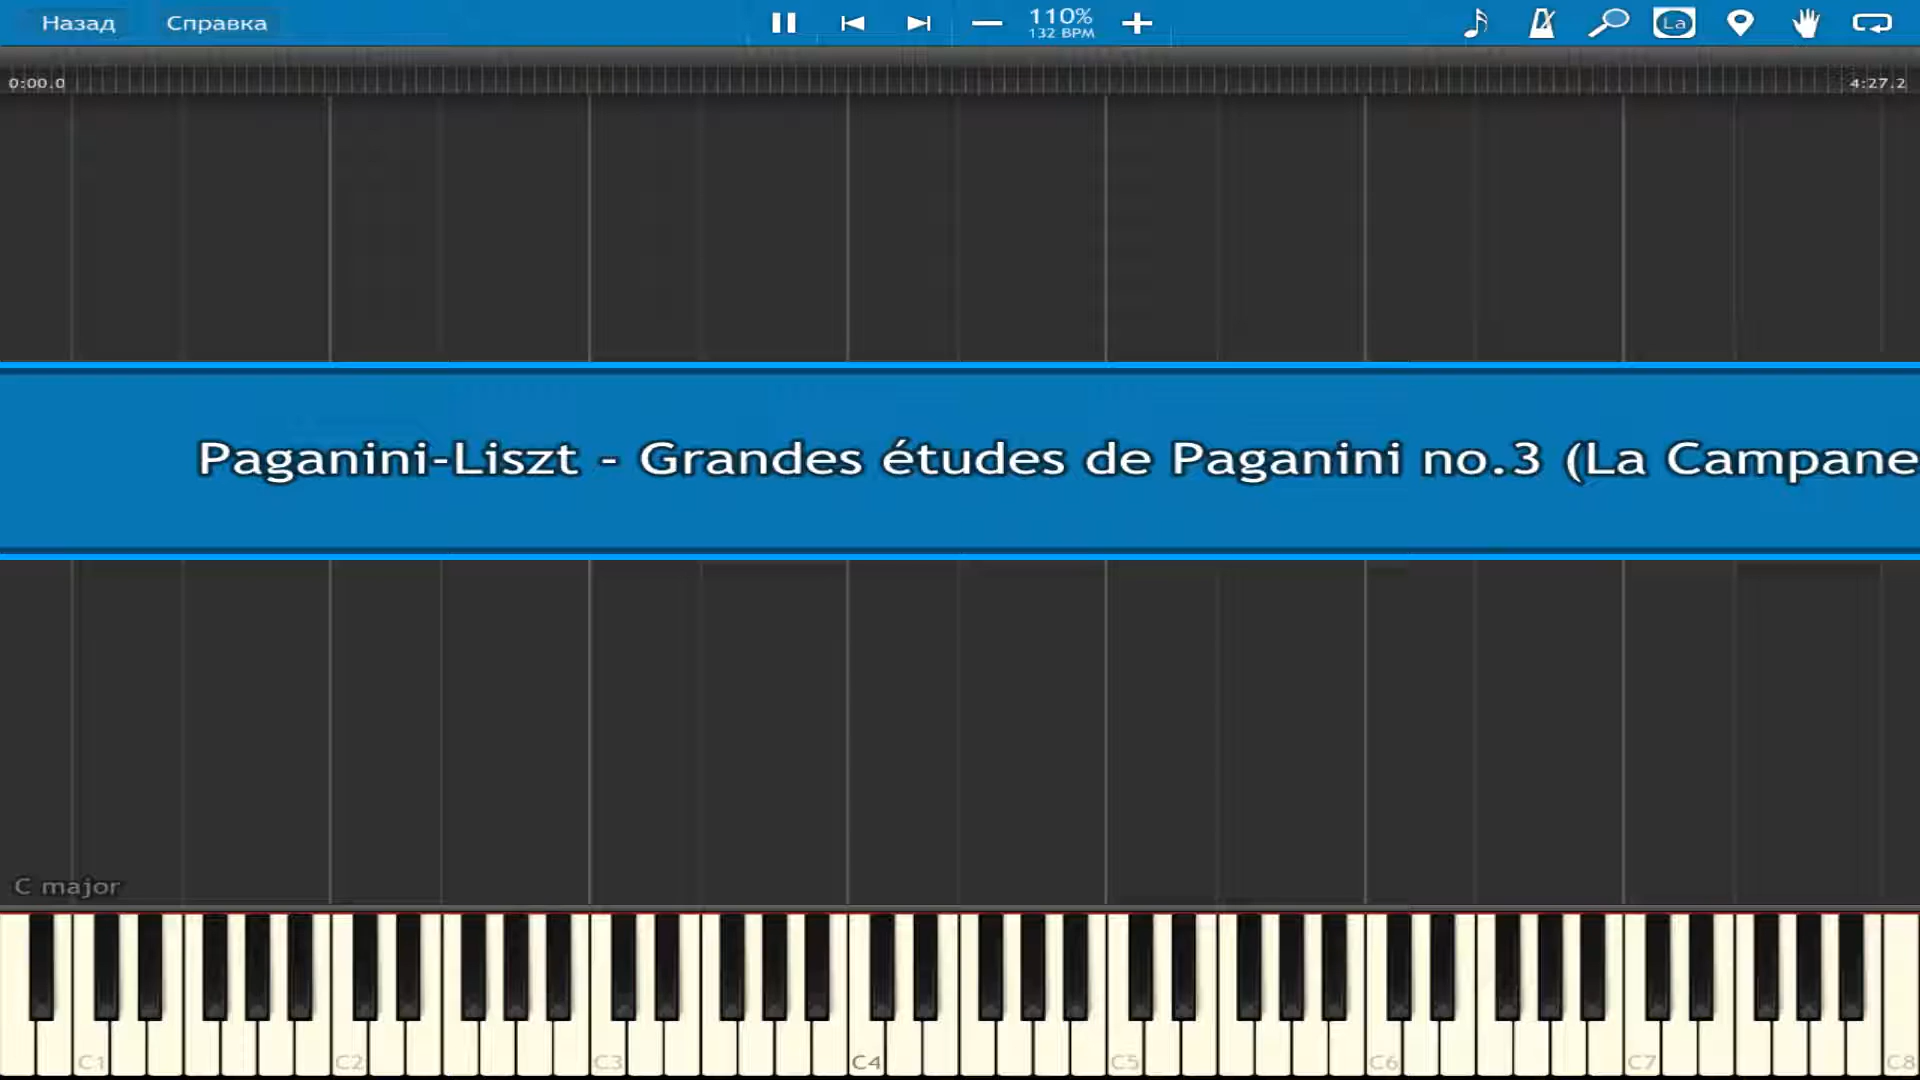 Назад Справка 110% La
132 BPM
0:00.0 4:27.2
Paganini-Liszt - Grandes études de Paganini no.3 (La Campane
C major
C1 C2 C3 C4 C5 C6 C7 C8